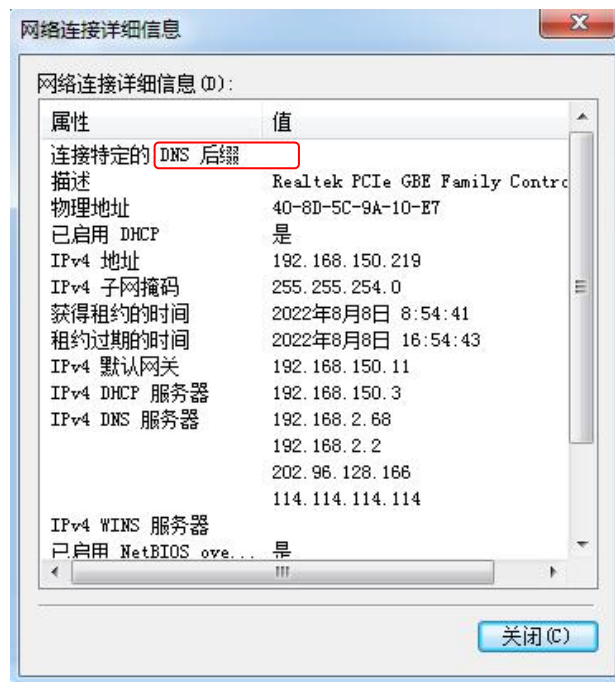 网络连接详细信息
网络连接详细信息(D):
属性 值
连接特定的 DNS 后缀
描述 Realtek PCIe GBE Family Contro
物理地址 40-8D-5C-9A-10-E7
已启用 DHCP 是
IPv4 地址 192.168.150.219
IPv4 子网掩码 255.255.254.0
获得租约的时间 2022年8月8日 8:54:41
租约过期的时间 2022年8月8日 16:54:43
IPv4 默认网关 192.168.150.11
IPv4 DHCP 服务器 192.168.150.3
IPv4 DNS 服务器 192.168.2.68
192.168.2.2
202.96.128.166
114.114.114.114
IPv4 WINS 服务器
已启用 NetBIOS ove... 是
关闭(C)